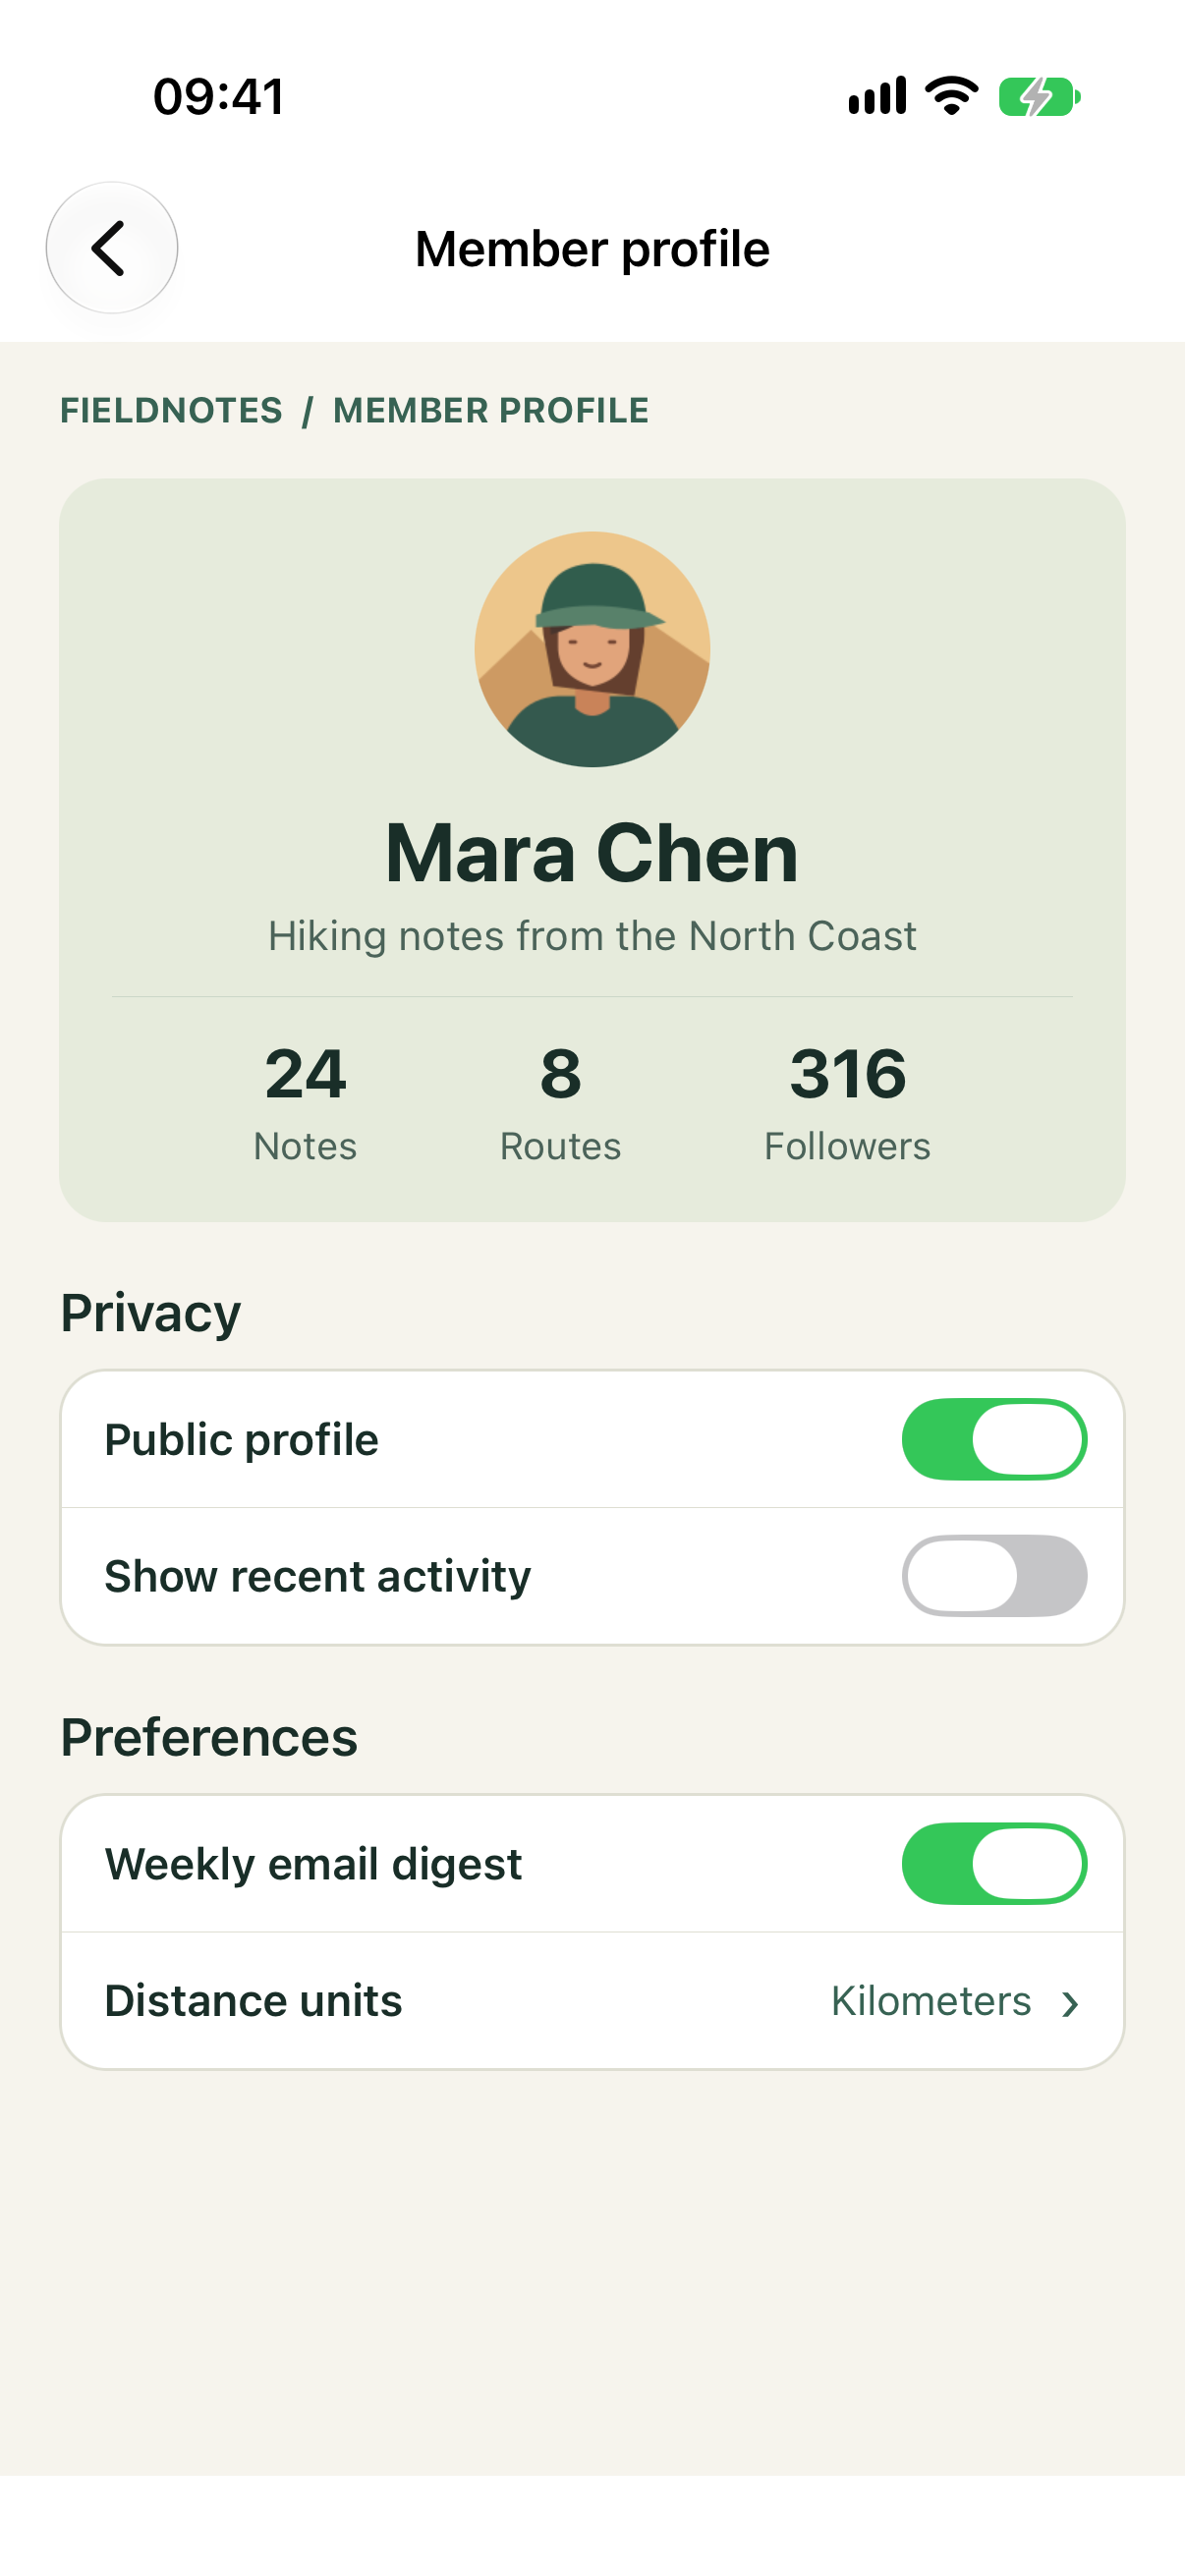 09:41
Member profile
FIELDNOTES / MEMBER PROFILE
Mara Chen
Hiking notes from the North Coast
24 8 316
Notes Routes Followers
Privacy
Public profile
Show recent activity
Preferences
Weekly email digest
Distance units Kilometers ›